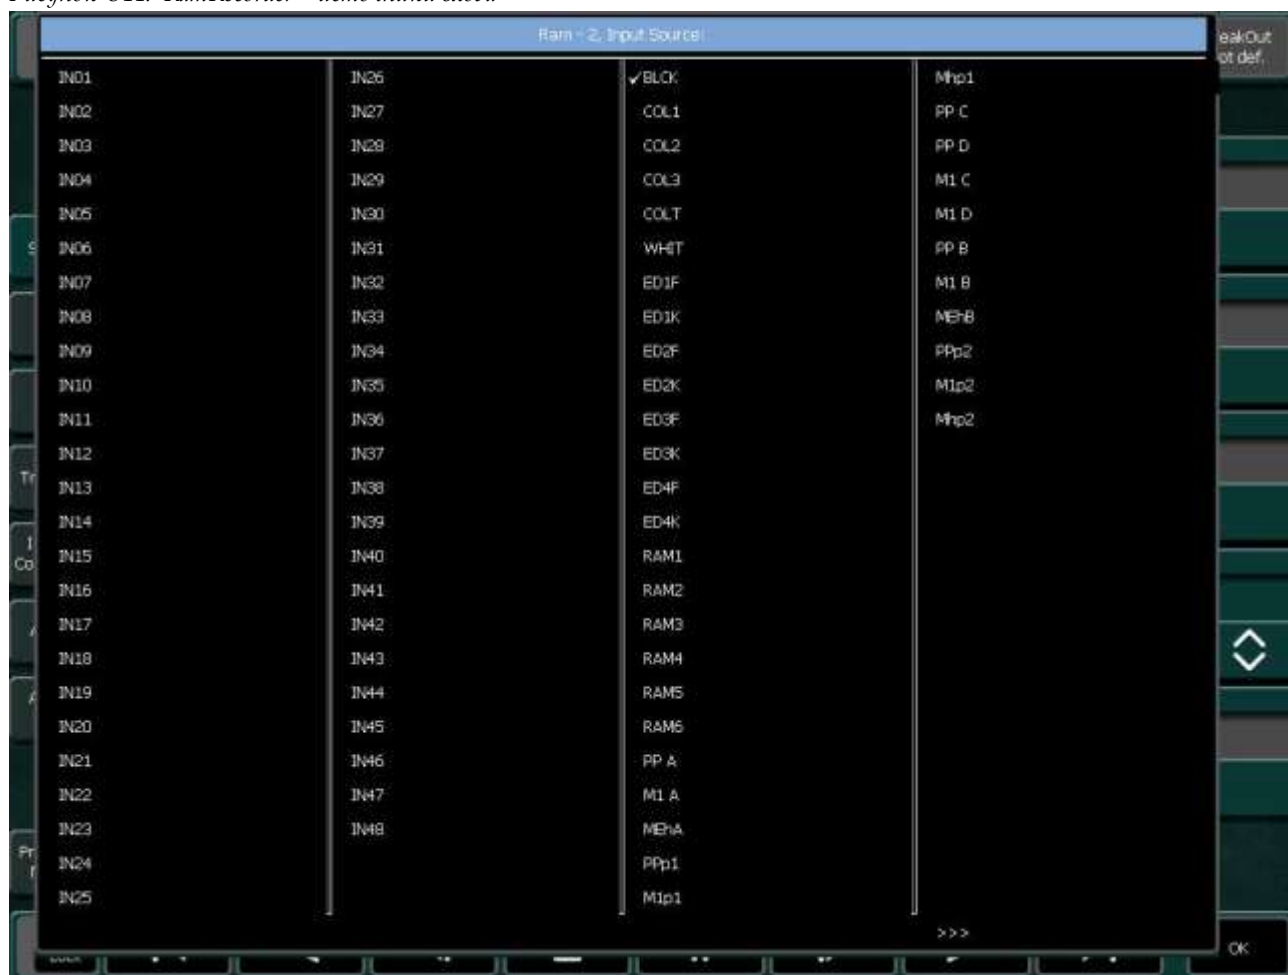 Ram - 2, Input Source:
IN01
IN02
IN03
IN04
IN05
IN06
IN07
IN08
IN09
IN10
IN11
IN12
IN13
IN14
IN15
IN16
IN17
IN18
IN19
IN20
IN21
IN22
IN23
IN24
IN25
IN26
IN27
IN28
IN29
IN30
IN31
IN32
IN33
IN34
IN35
IN36
IN37
IN38
IN39
IN40
IN41
IN42
IN43
IN44
IN45
IN46
IN47
IN48
✓BLCK
COL1
COL2
COL3
COLT
WHIT
ED1F
ED1K
ED2F
ED2K
ED3F
ED3K
ED4F
ED4K
RAM1
RAM2
RAM3
RAM4
RAM5
RAM6
PP A
M1 A
MEhA
PPp1
M1p1
Mhp1
PP C
PP D
M1 C
M1 D
PP B
M1 B
MEhB
PPp2
M1p2
Mhp2
>>>
eakOut
ot def.
OK